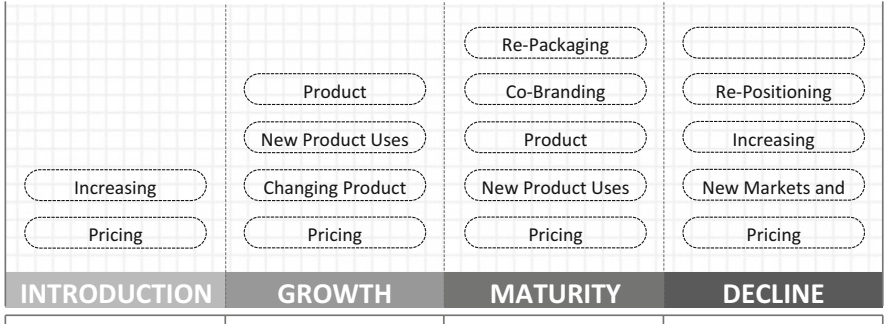 Re-Packaging
Product Co-Branding Re-Positioning
New Product Uses Product Increasing
Increasing Changing Product New Product Uses New Markets and
Pricing Pricing Pricing Pricing
INTRODUCTION GROWTH MATURITY DECLINE